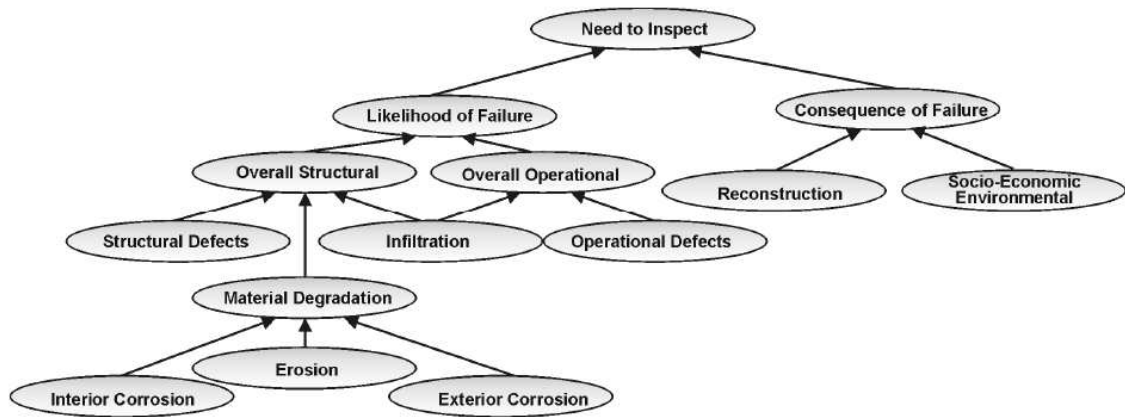 Need to Inspect
Likelihood of Failure
Consequence of Failure
Overall Structural
Overall Operational
Reconstruction
Socio-Economic
Environmental
Structural Defects
Infiltration
Operational Defects
Material Degradation
Erosion
Interior Corrosion
Exterior Corrosion